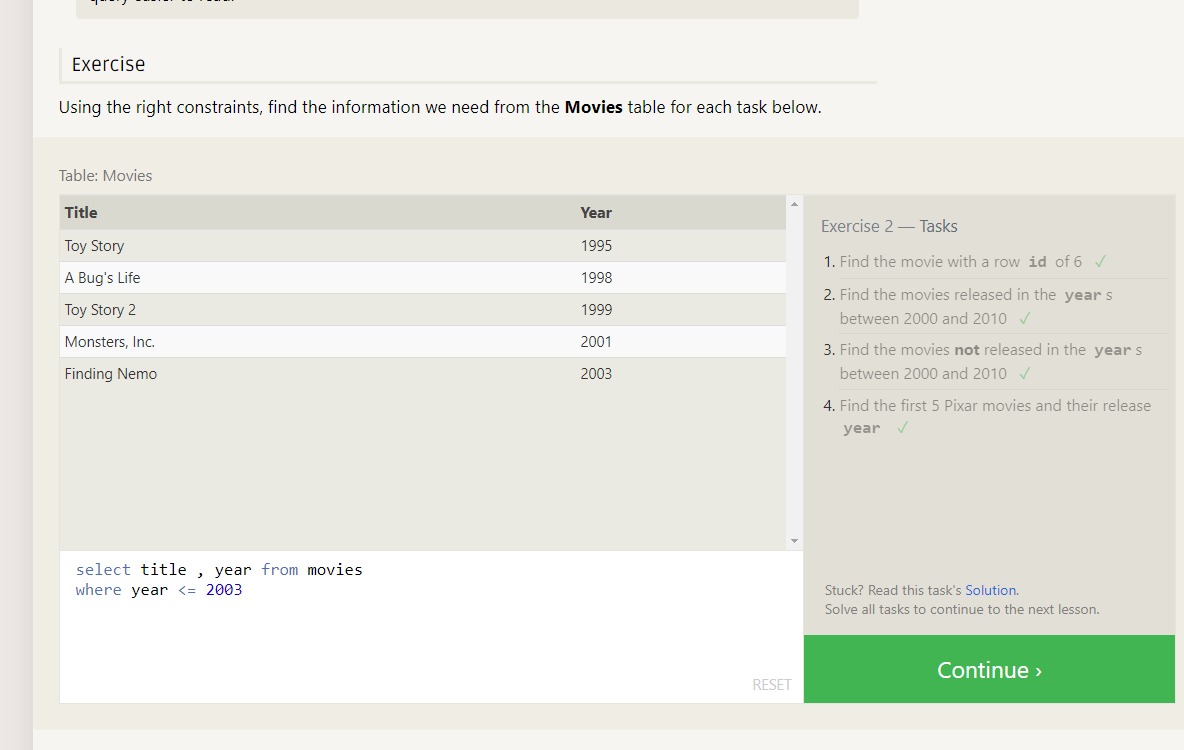 Exercise
Using the right constraints, find the information we need from the Movies table for each task below.
Table: Movies
Title Year
Toy Story 1995
A Bug's Life 1998
Toy Story 2 1999
Monsters, Inc. 2001
Finding Nemo 2003
select title , year from movies
where year <= 2003
RESET
Exercise 2 — Tasks
1. Find the movie with a row id of 6 ✓
2. Find the movies released in the year s
between 2000 and 2010 ✓
3. Find the movies not released in the year s
between 2000 and 2010 ✓
4. Find the first 5 Pixar movies and their release
year ✓
Stuck? Read this task's Solution.
Solve all tasks to continue to the next lesson.
Continue ›